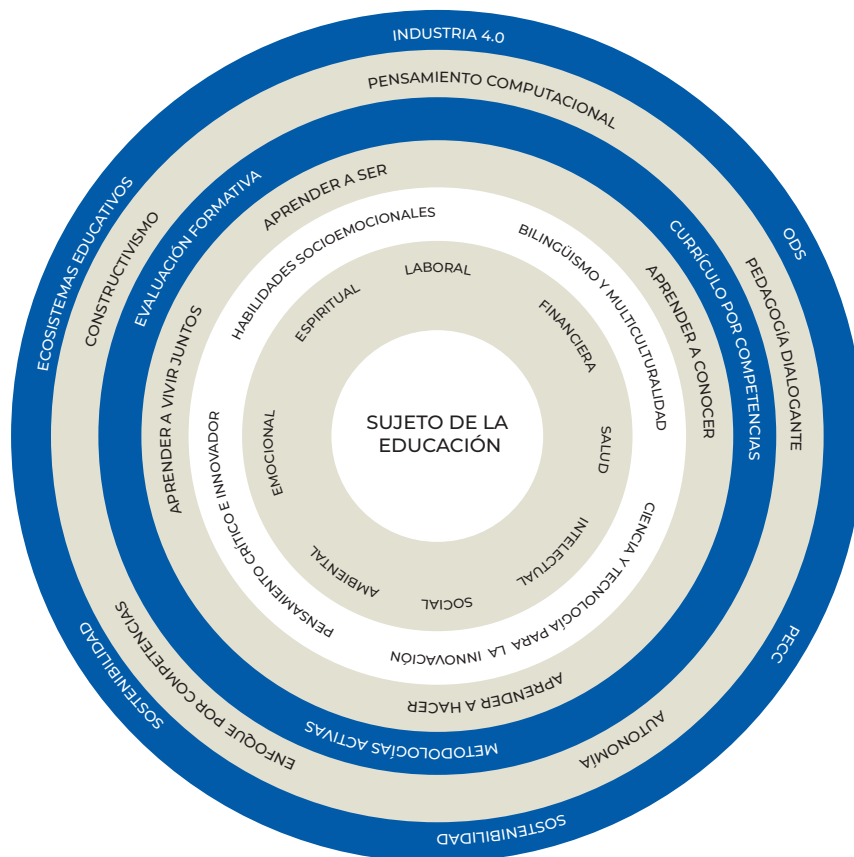 INDUSTRIA 4.0
ODS
PECC
SOSTENIBILIDAD
SOSTENIBILIDAD
ECOSISTEMAS EDUCATIVOS
PENSAMIENTO COMPUTACIONAL
PEDAGOGÍA DIALOGANTE
AUTONOMÍA
ENFOQUE POR COMPETENCIAS
CONSTRUCTIVISMO
EVALUACIÓN FORMATIVA
CURRÍCULO POR COMPETENCIAS
METODOLOGÍAS ACTIVAS
APRENDER A SER
APRENDER A CONOCER
APRENDER A HACER
APRENDER A VIVIR JUNTOS
HABILIDADES SOCIOEMOCIONALES
BILINGÜISMO Y MULTICULTURALIDAD
CIENCIA Y TECNOLOGÍA PARA LA INNOVACIÓN
PENSAMIENTO CRÍTICO E INNOVADOR
LABORAL
FINANCIERA
SALUD
INTELECTUAL
SOCIAL
AMBIENTAL
EMOCIONAL
ESPIRITUAL
SUJETO DE LA
EDUCACIÓN